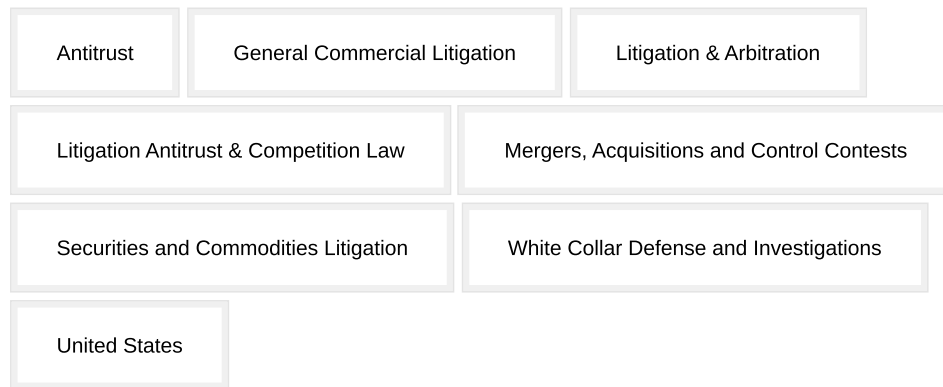 Antitrust General Commercial Litigation Litigation & Arbitration
Litigation Antitrust & Competition Law Mergers, Acquisitions and Control Contests
Securities and Commodities Litigation White Collar Defense and Investigations
United States